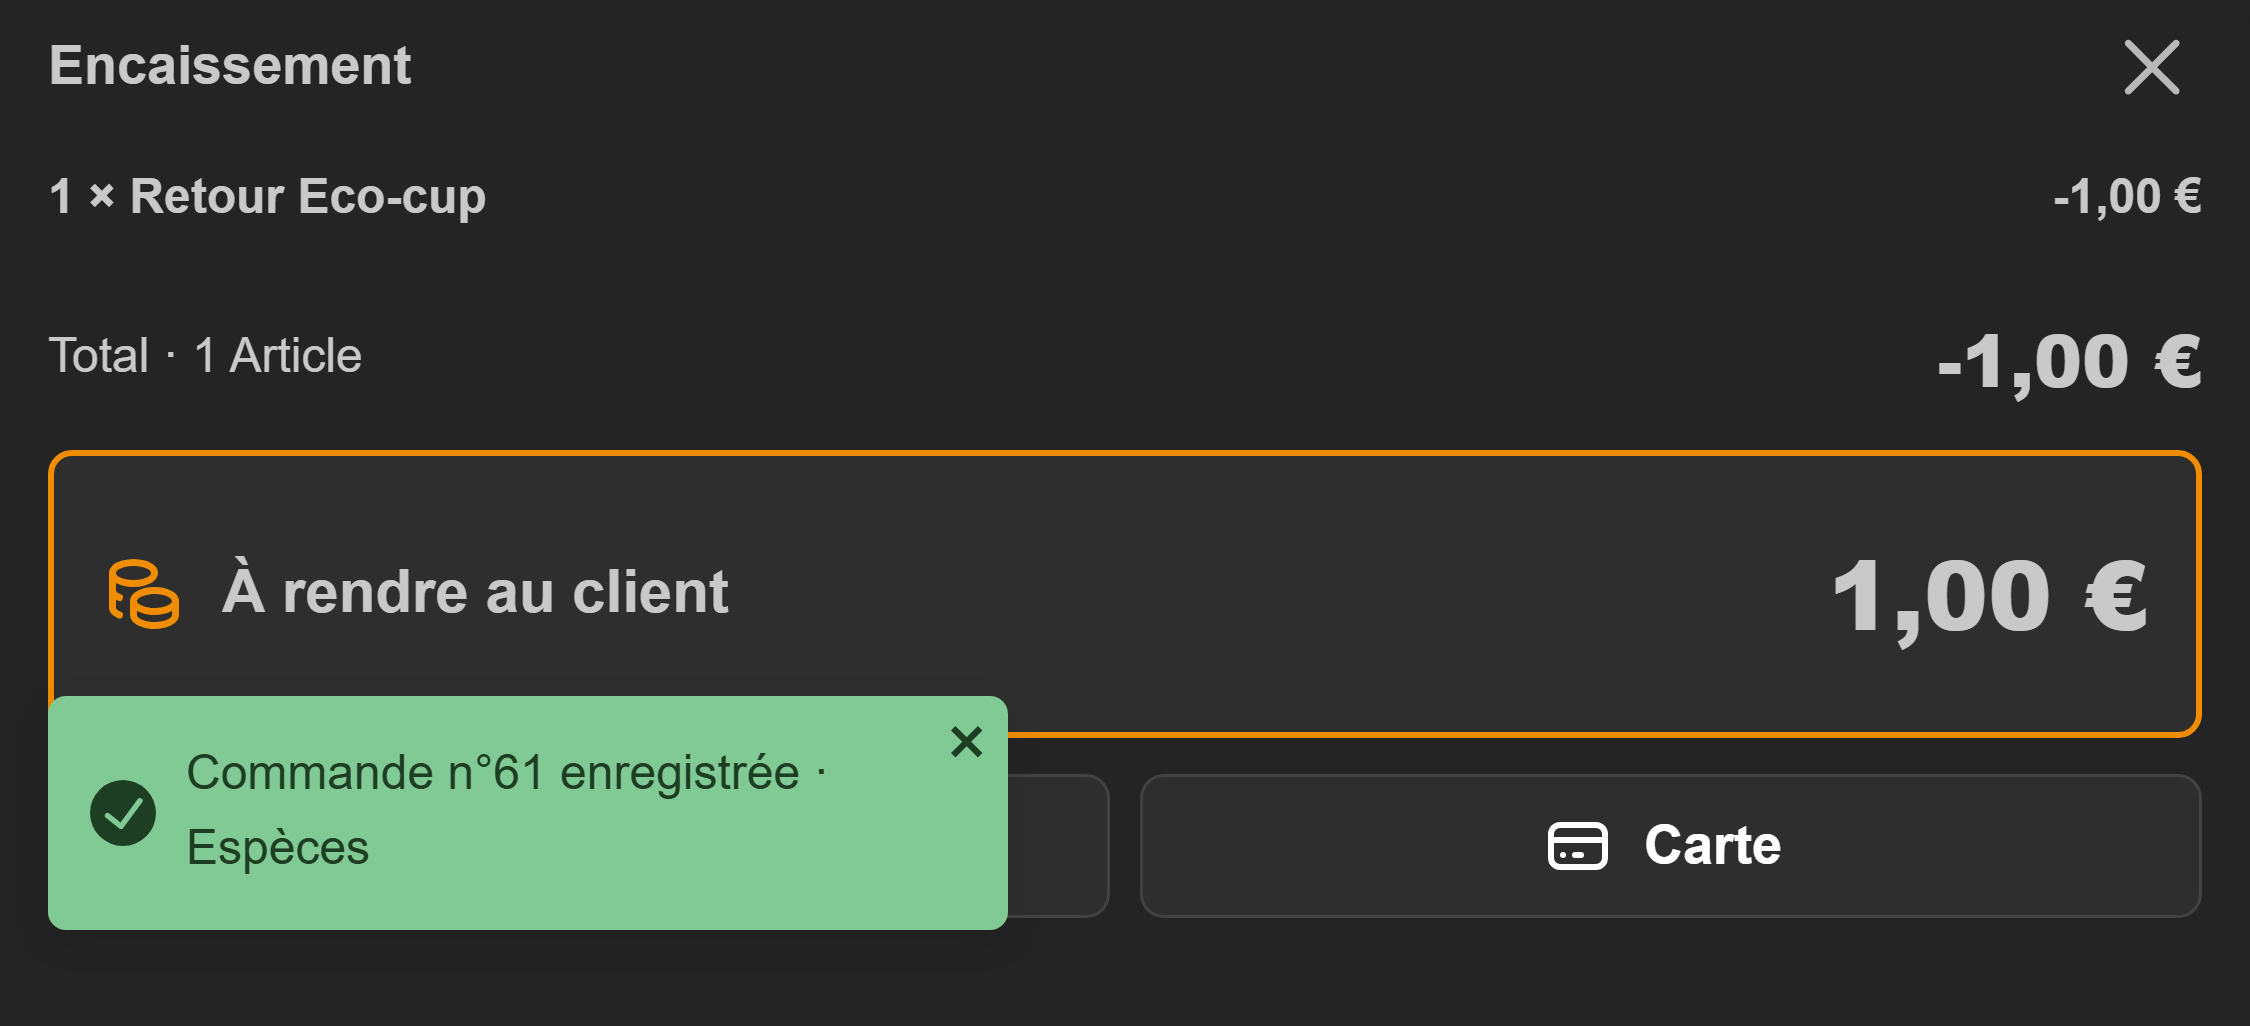 Encaissement
1 × Retour Eco-cup -1,00 €
Total · 1 Article -1,00 €
À rendre au client 1,00 €
Commande n°61 enregistrée ·
Espèces
Carte